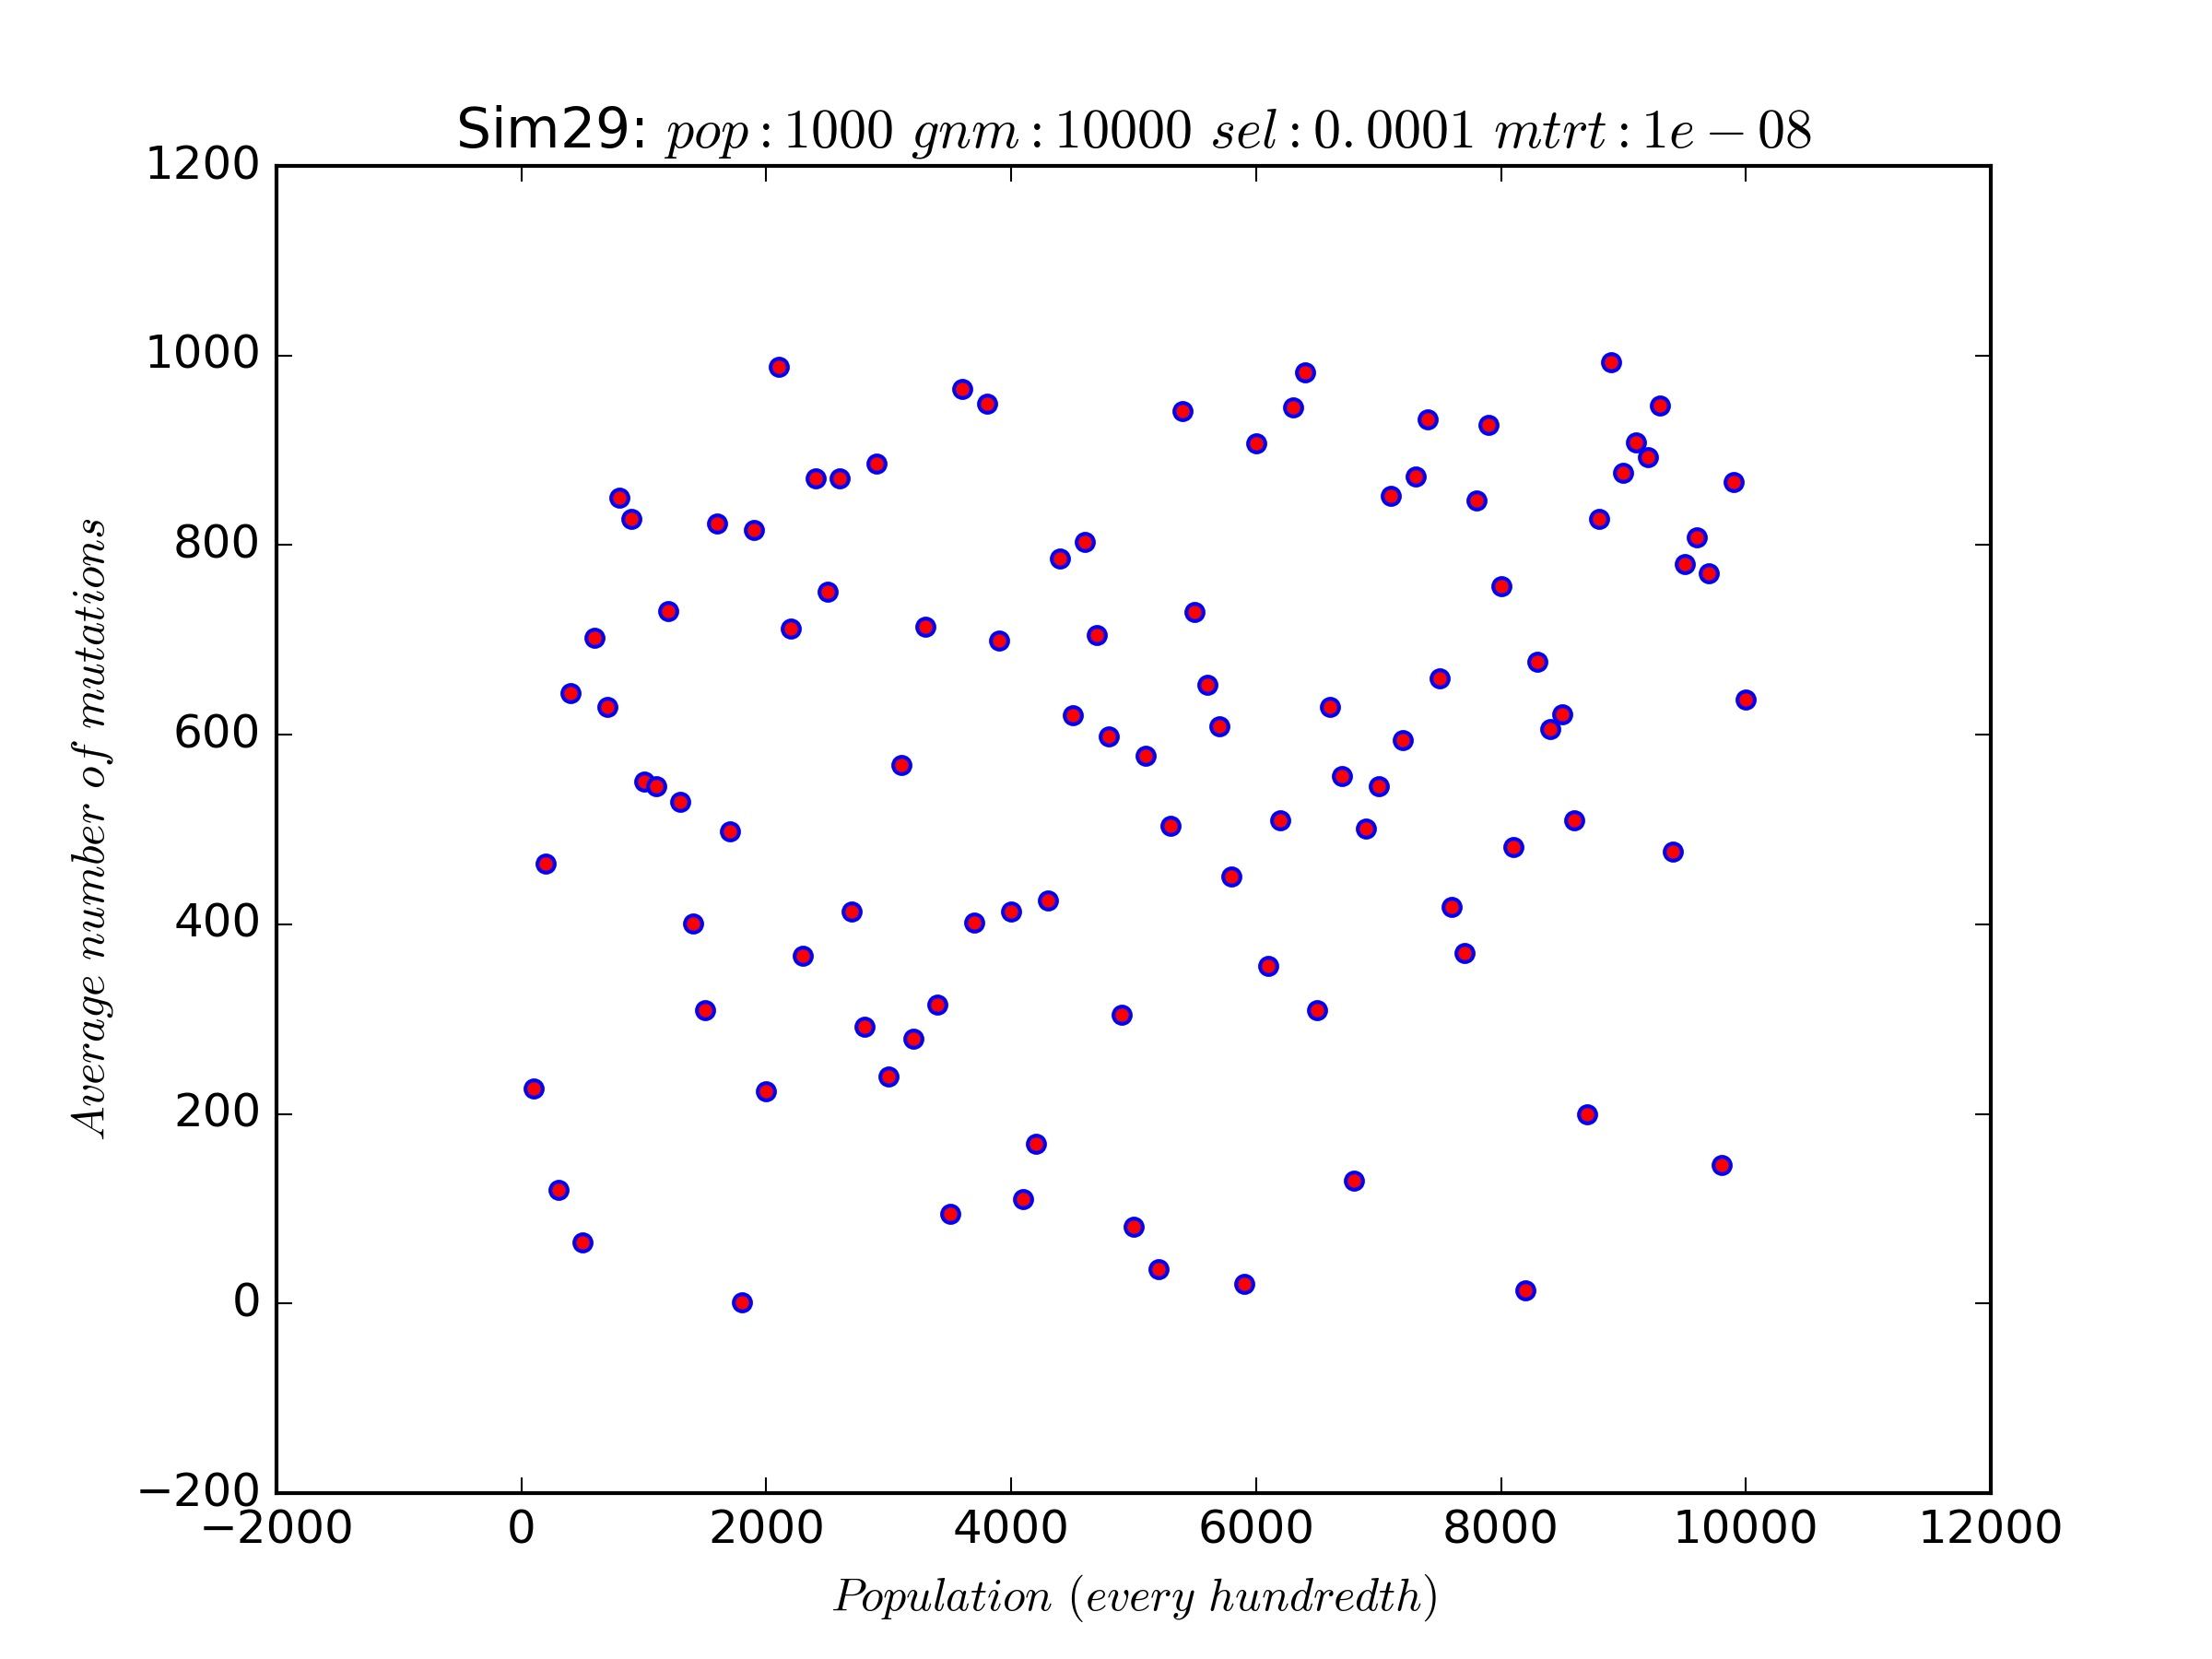 Sim29: pop : 1000 gnm : 10000 sel : 0.0001 mtrt : 1e − 08
1200
1000
800
600
400
200
0
−200
Average number of mutations
−2000 0 2000 4000 6000 8000 10000 12000
Population (every hundredth)